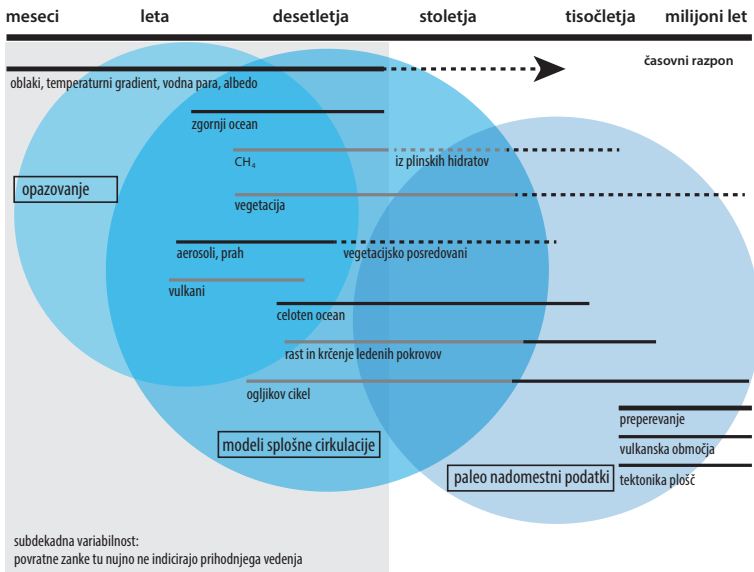 meseci leta desetletja stoletja tisočletja milijoni let
časovni razpon
oblaki, temperaturni gradient, vodna para, albedo
zgornji ocean
CH₄ iz plinskih hidratov
opazovanje
vegetacija
aerosoli, prah vegetacijsko posredovani
vulkani
celoten ocean
rast in krčenje ledenih pokrovov
ogljikov cikel
preperevanje
modeli splošne cirkulacije
vulkanska območja
paleo nadomestni podatki
tektonika plošč
subdekadna variabilnost:
povratne zanke tu nujno ne indicirajo prihodnjega vedenja